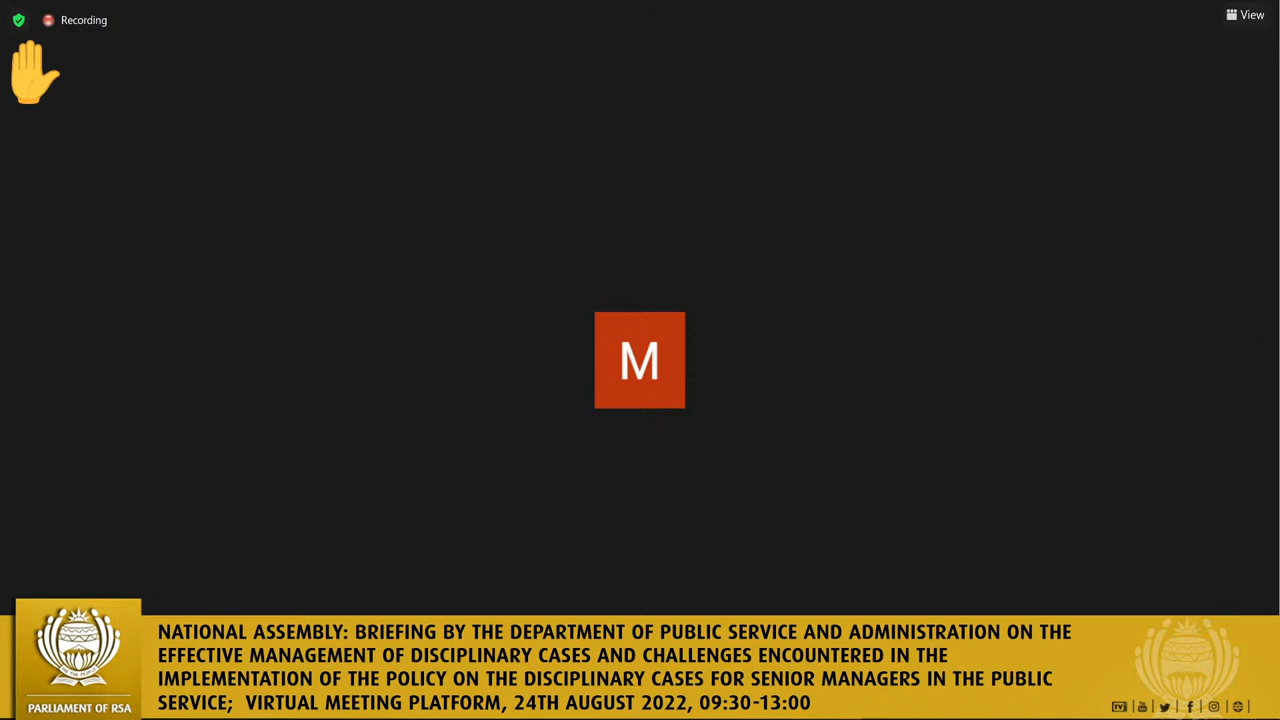 Recording
View
M
NATIONAL ASSEMBLY: BRIEFING BY THE DEPARTMENT OF PUBLIC SERVICE AND ADMINISTRATION ON THE
EFFECTIVE MANAGEMENT OF DISCIPLINARY CASES AND CHALLENGES ENCOUNTERED IN THE
IMPLEMENTATION OF THE POLICY ON THE DISCIPLINARY CASES FOR SENIOR MANAGERS IN THE PUBLIC
SERVICE; VIRTUAL MEETING PLATFORM, 24TH AUGUST 2022, 09:30-13:00
PARLIAMENT OF RSA